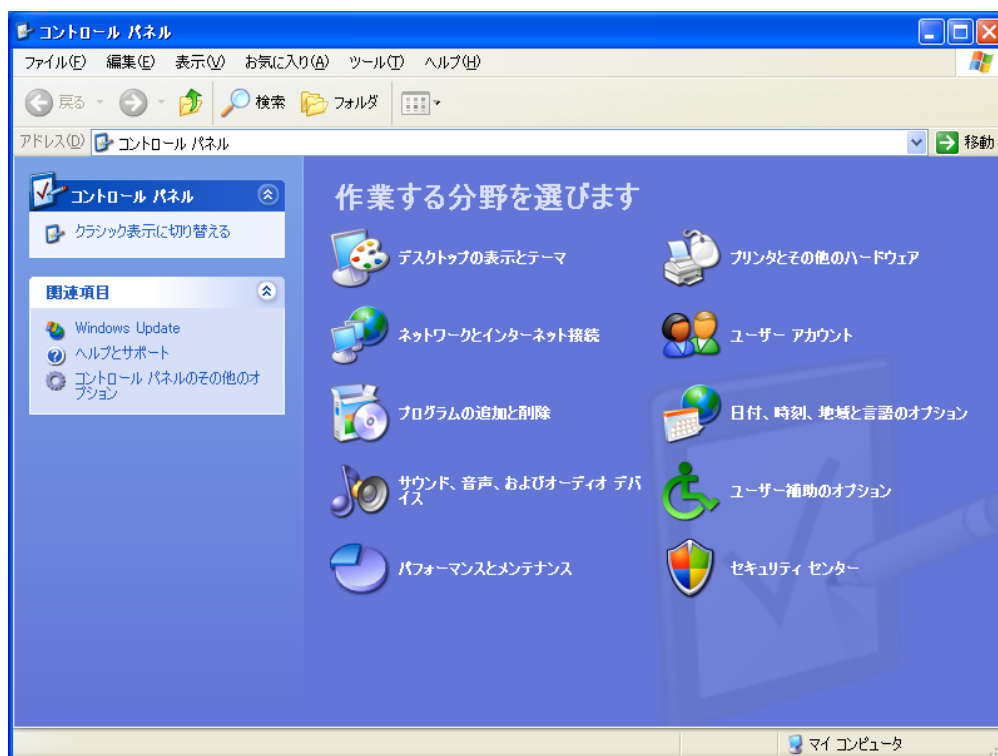 コントロール パネル
ファイル(F) 編集(E) 表示(V) お気に入り(A) ツール(T) ヘルプ(H)
戻る 検索 フォルダ
アドレス(D) コントロール パネル 移動
コントロール パネル
クラシック表示に切り替える
関連項目
Windows Update
ヘルプとサポート
コントロール パネルのその他のオ
プション
作業する分野を選びます
デスクトップの表示とテーマ
プリンタとその他のハードウェア
ネットワークとインターネット接続
ユーザー アカウント
プログラムの追加と削除
日付、時刻、地域と言語のオプション
サウンド、音声、およびオーディオ デバ
イス
ユーザー補助のオプション
パフォーマンスとメンテナンス
セキュリティ センター
マイ コンピュータ